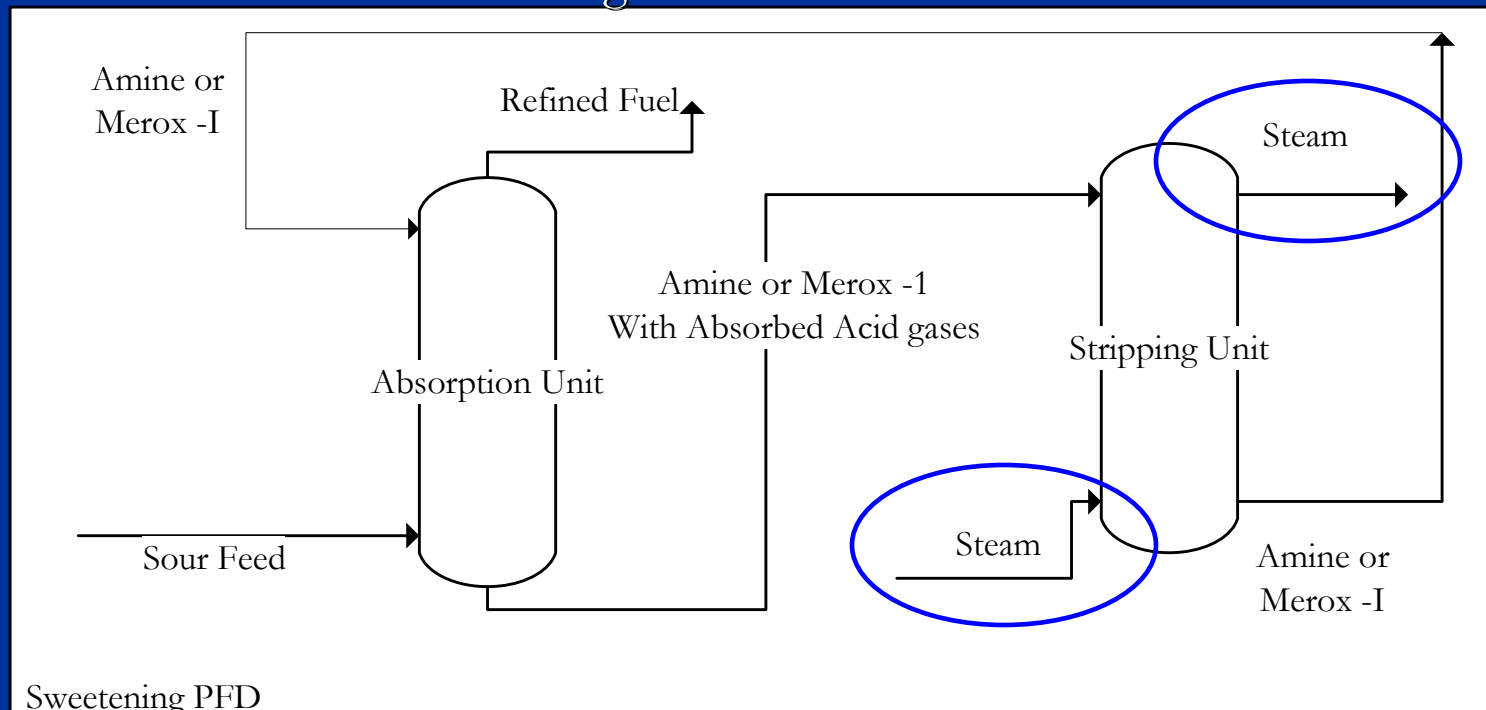 Amine or
Merox -I
Refined Fuel
Steam
Amine or Merox -1
With Absorbed Acid gases
Stripping Unit
Absorption Unit
Sour Feed
Steam
Amine or
Merox -I
Sweetening PFD